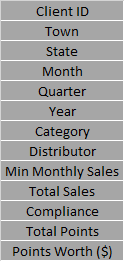 Client ID
Town
State
Month
Quarter
Year
Category
Distributor
Min Monthly Sales
Total Sales
Compliance
Total Points
Points Worth ($)